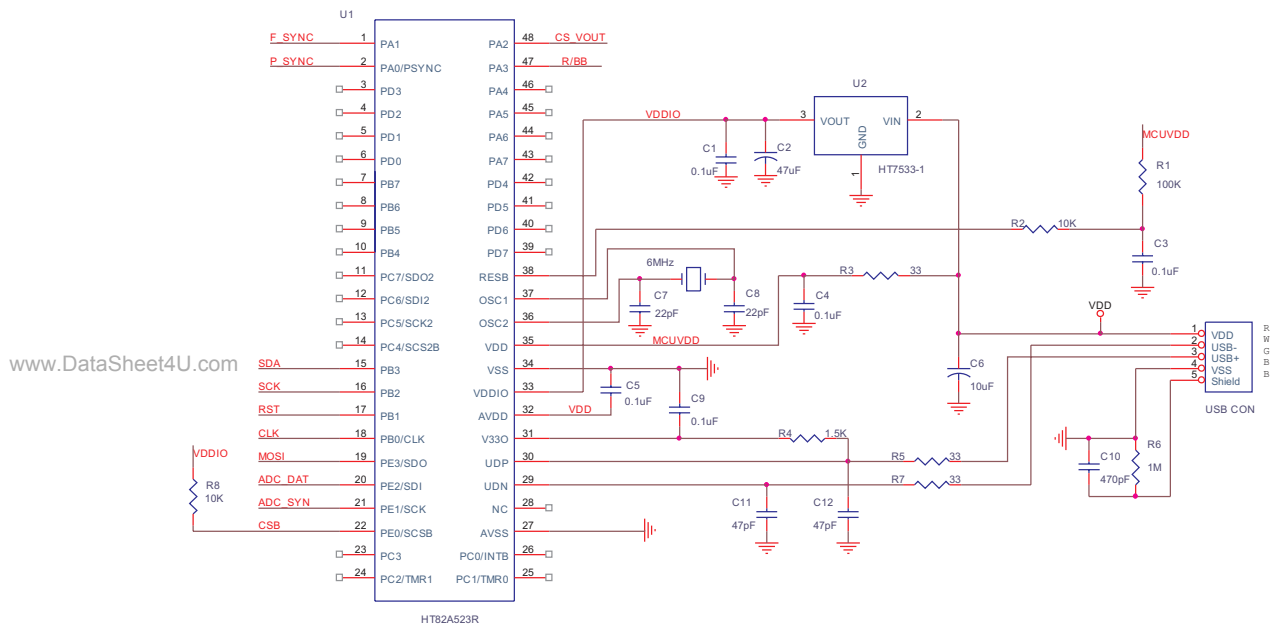 U1
F_SYNC 1 PA1 PA2 48 CS_VOUT
P_SYNC 2 PA0/PSYNC PA3 47 R/BB
3 PD3 PA4 46
4 PD2 PA5 45
5 PD1 PA6 44
6 PD0 PA7 43
7 PB7 PD4 42
8 PB6 PD5 41
9 PB5 PD6 40
10 PB4 PD7 39
11 PC7/SDO2 RESB 38
12 PC6/SDI2 OSC1 37
13 PC5/SCK2 OSC2 36
14 PC4/SCS2B VDD 35 MCUVDD
SDA 15 PB3 VSS 34
SCK 16 PB2 VDDIO 33
RST 17 PB1 AVDD 32 VDD
CLK 18 PB0/CLK V33O 31
MOSI 19 PE3/SDO UDP 30
ADC_DAT 20 PE2/SDI UDN 29
ADC_SYN 21 PE1/SCK NC 28
CSB 22 PE0/SCSB AVSS 27
23 PC3 PC0/INTB 26
24 PC2/TMR1 PC1/TMR0 25
HT82A523R
www.DataSheet4U.com
VDDIO
R8
10K
U2
VDDIO 3 VOUT VIN 2
GND
1
HT7533-1
C1
0.1uF
C2
47uF
MCUVDD
R1
100K
R2 10K
C3
0.1uF
6MHz
C7
22pF
C8
22pF
R3 33
C4
0.1uF
VDD
C6
10uF
C5
0.1uF
C9
0.1uF
R4 1.5K
R5 33
R7 33
C11
47pF
C12
47pF
C10
470pF
R6
1M
1 VDD R
2 USB- W
3 USB+ G
4 VSS B
5 Shield B
USB CON